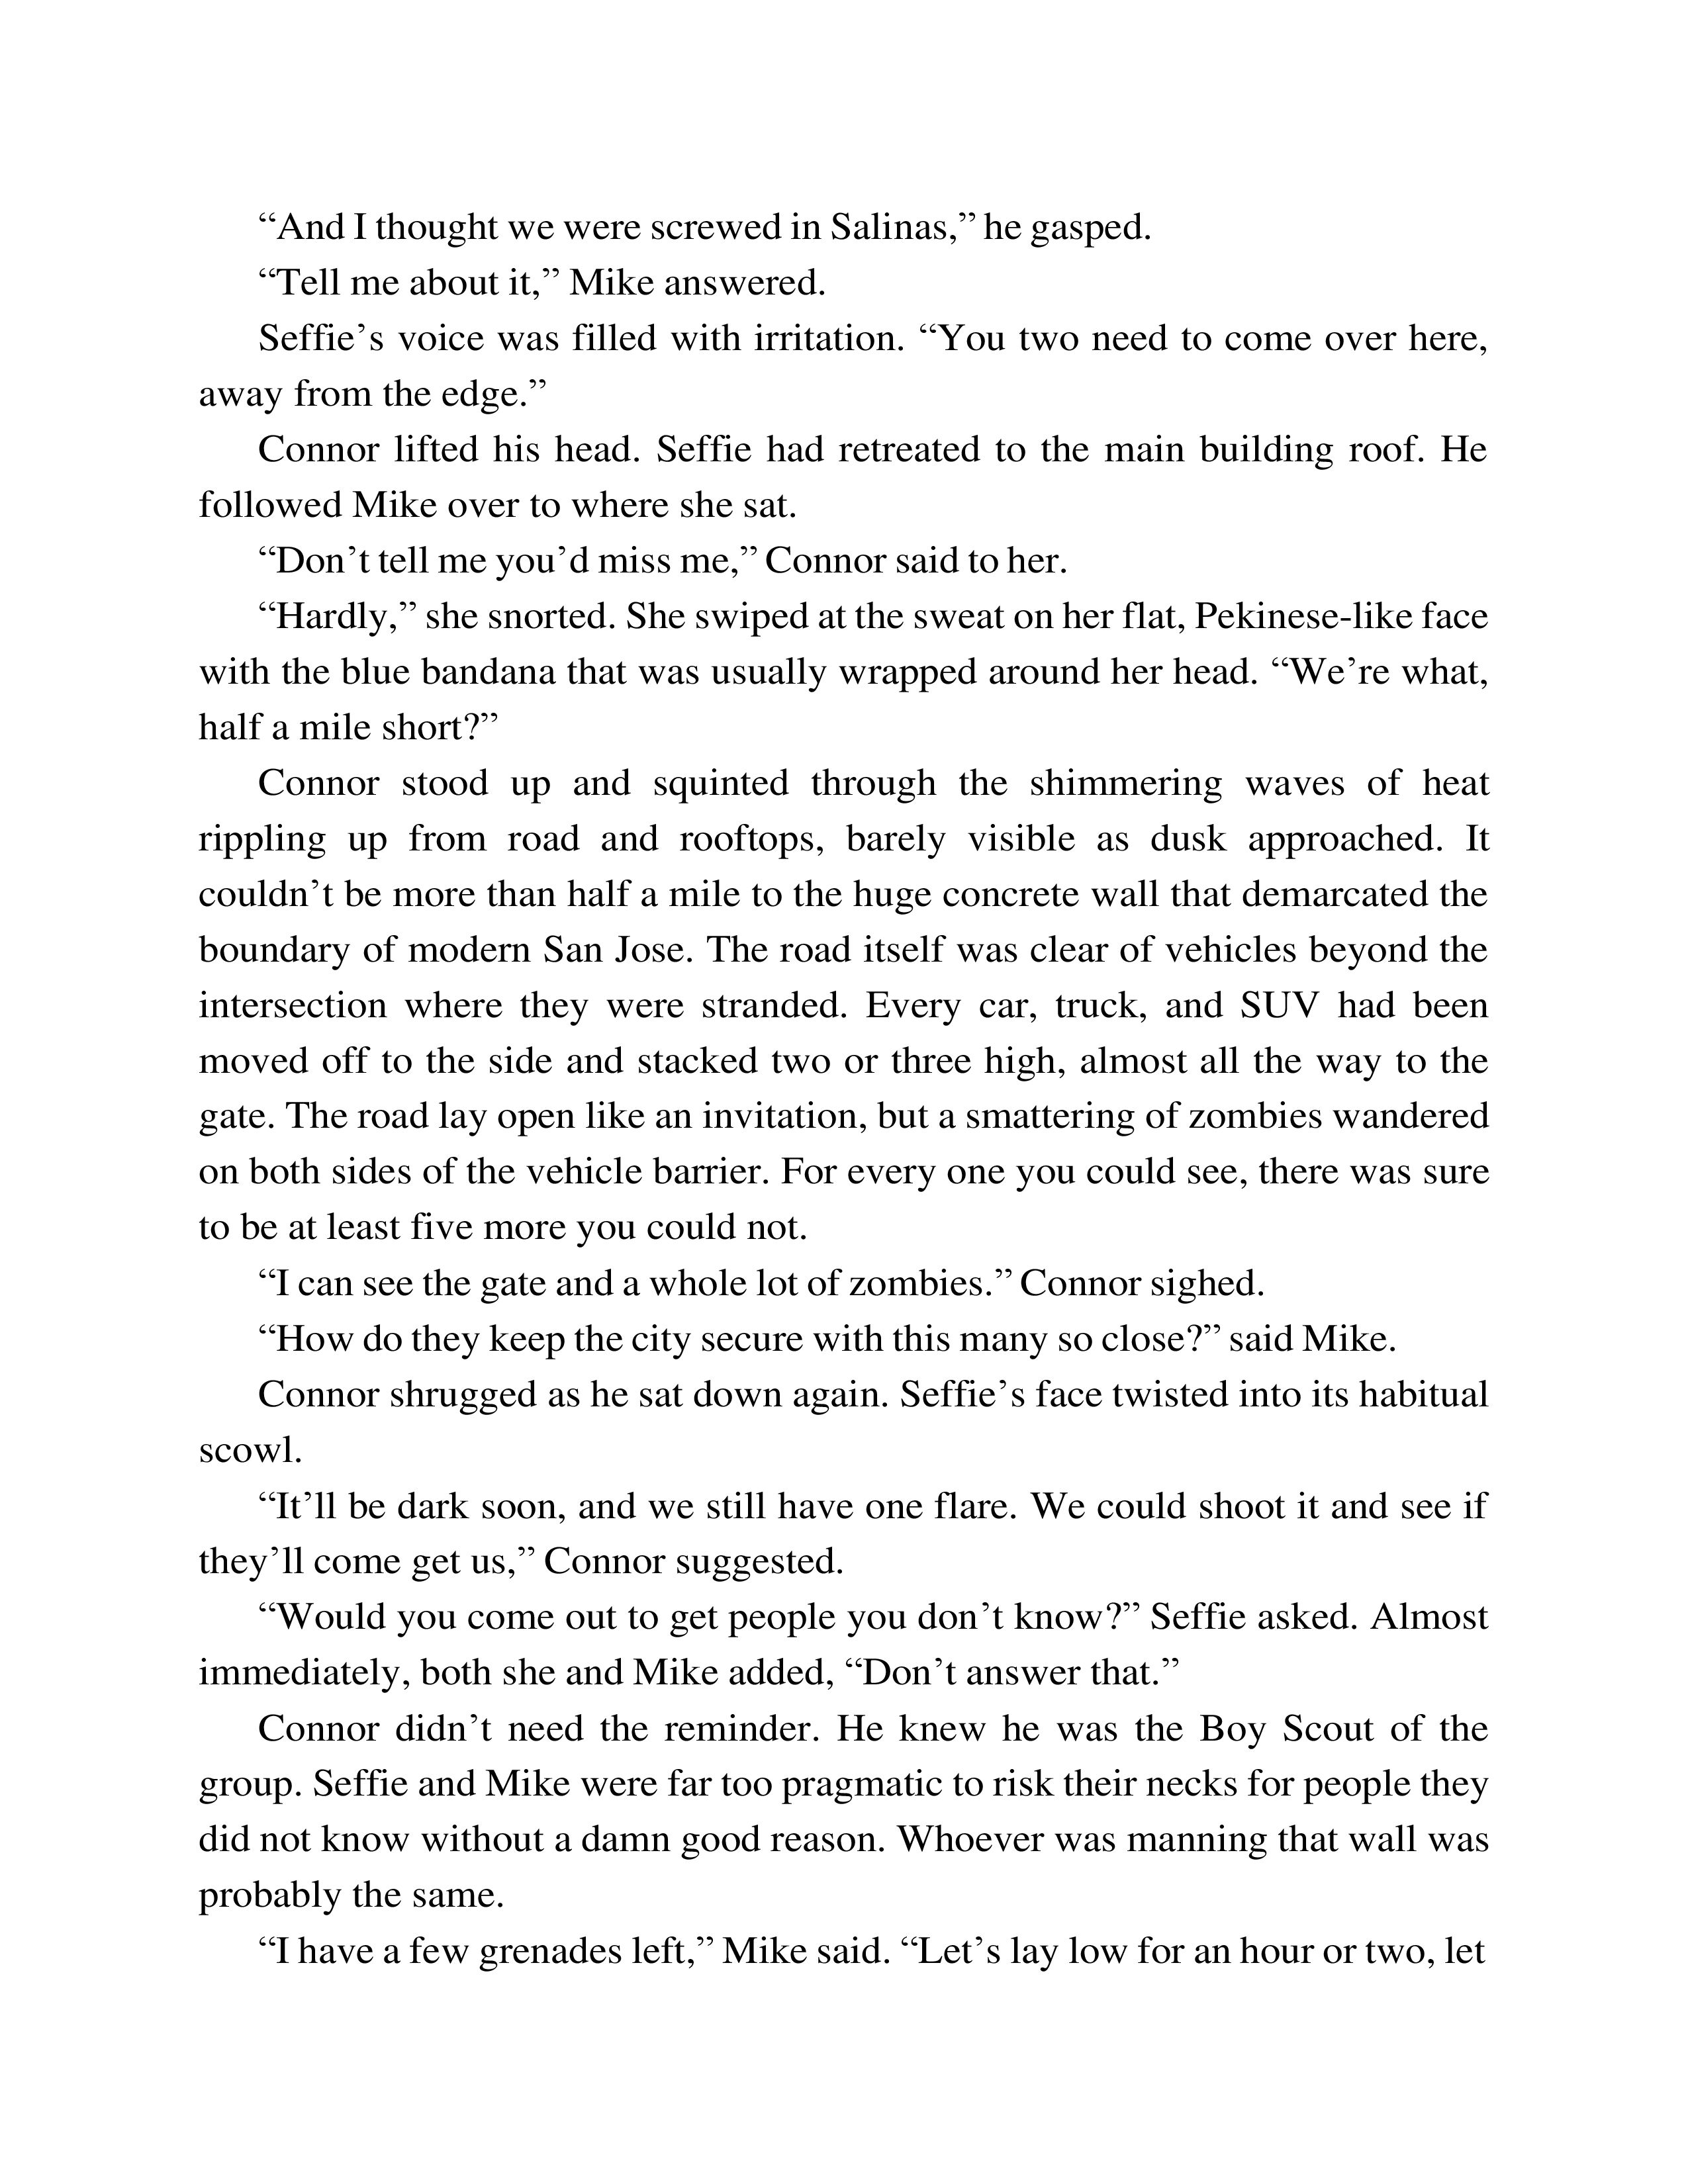 “And I thought we were screwed in Salinas,” he gasped.
“Tell me about it,” Mike answered.
Seffie’s voice was filled with irritation. “You two need to come over here,
away from the edge.”
Connor lifted his head. Seffie had retreated to the main building roof. He
followed Mike over to where she sat.
“Don’t tell me you’d miss me,” Connor said to her.
“Hardly,” she snorted. She swiped at the sweat on her flat, Pekinese-like face
with the blue bandana that was usually wrapped around her head. “We’re what,
half a mile short?”
Connor stood up and squinted through the shimmering waves of heat
rippling up from road and rooftops, barely visible as dusk approached. It
couldn’t be more than half a mile to the huge concrete wall that demarcated the
boundary of modern San Jose. The road itself was clear of vehicles beyond the
intersection where they were stranded. Every car, truck, and SUV had been
moved off to the side and stacked two or three high, almost all the way to the
gate. The road lay open like an invitation, but a smattering of zombies wandered
on both sides of the vehicle barrier. For every one you could see, there was sure
to be at least five more you could not.
“I can see the gate and a whole lot of zombies.” Connor sighed.
“How do they keep the city secure with this many so close?” said Mike.
Connor shrugged as he sat down again. Seffie’s face twisted into its habitual
scowl.
“It’ll be dark soon, and we still have one flare. We could shoot it and see if
they’ll come get us,” Connor suggested.
“Would you come out to get people you don’t know?” Seffie asked. Almost
immediately, both she and Mike added, “Don’t answer that.”
Connor didn’t need the reminder. He knew he was the Boy Scout of the
group. Seffie and Mike were far too pragmatic to risk their necks for people they
did not know without a damn good reason. Whoever was manning that wall was
probably the same.
“I have a few grenades left,” Mike said. “Let’s lay low for an hour or two, let